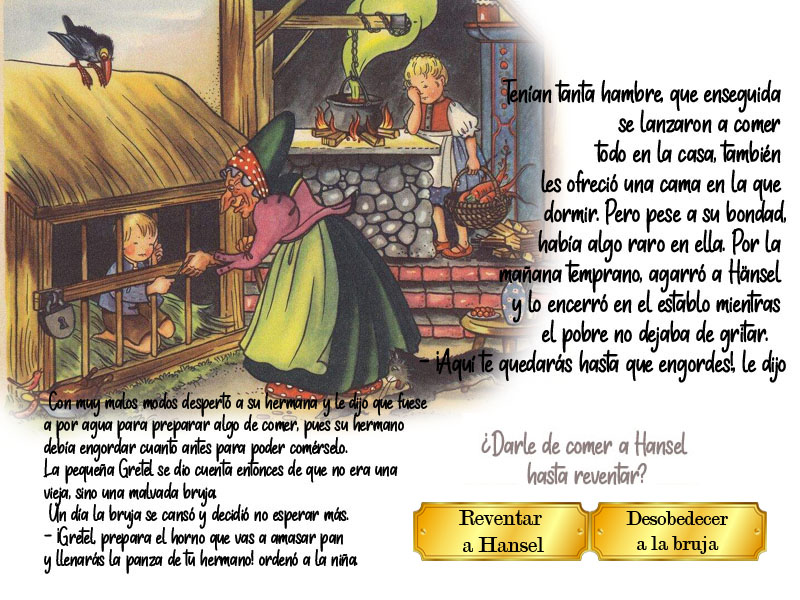 Tenían tanta hambre, que enseguida
se lanzaron a comer
todo en la casa, también
les ofreció una cama en la que
dormir. Pero pese a su bondad,
había algo raro en ella. Por la
mañana temprano, agarró a Hänsel
y lo encerró en el establo mientras
el pobre no dejaba de gritar.
- ¡Aquí te quedarás hasta que engordes!, le dijo
Con muy malos modos despertó a su hermana y le dijo que fuese
a por agua para preparar algo de comer, pues su hermano
debía engordar cuanto antes para poder comérselo.
La pequeña Gretel se dio cuenta entonces de que no era una
vieja, sino una malvada bruja.
Un día la bruja se cansó y decidió no esperar más.
- ¡Gretel, prepara el horno que vas a amasar pan
y llenarás la panza de tu hermano! ordenó a la niña.
¿Darle de comer a Hansel
hasta reventar?
Reventar
a Hansel
Desobedecer
a la bruja